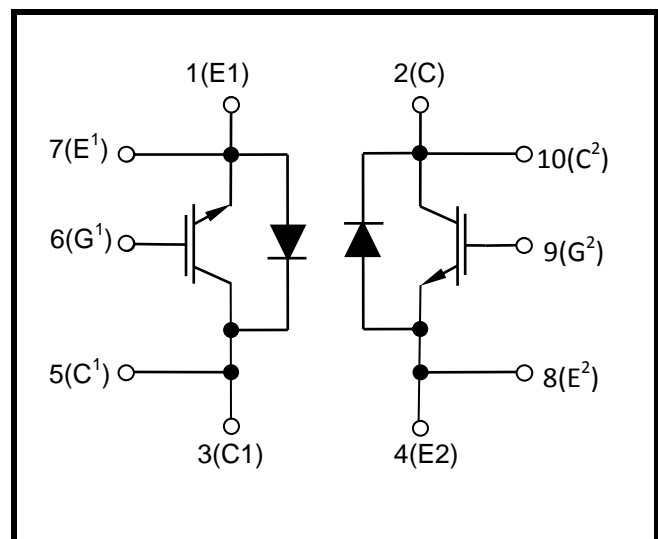 1(E1) 2(C)
7(E¹) 10(C²)
6(G¹) 9(G²)
5(C¹) 8(E²)
3(C1) 4(E2)